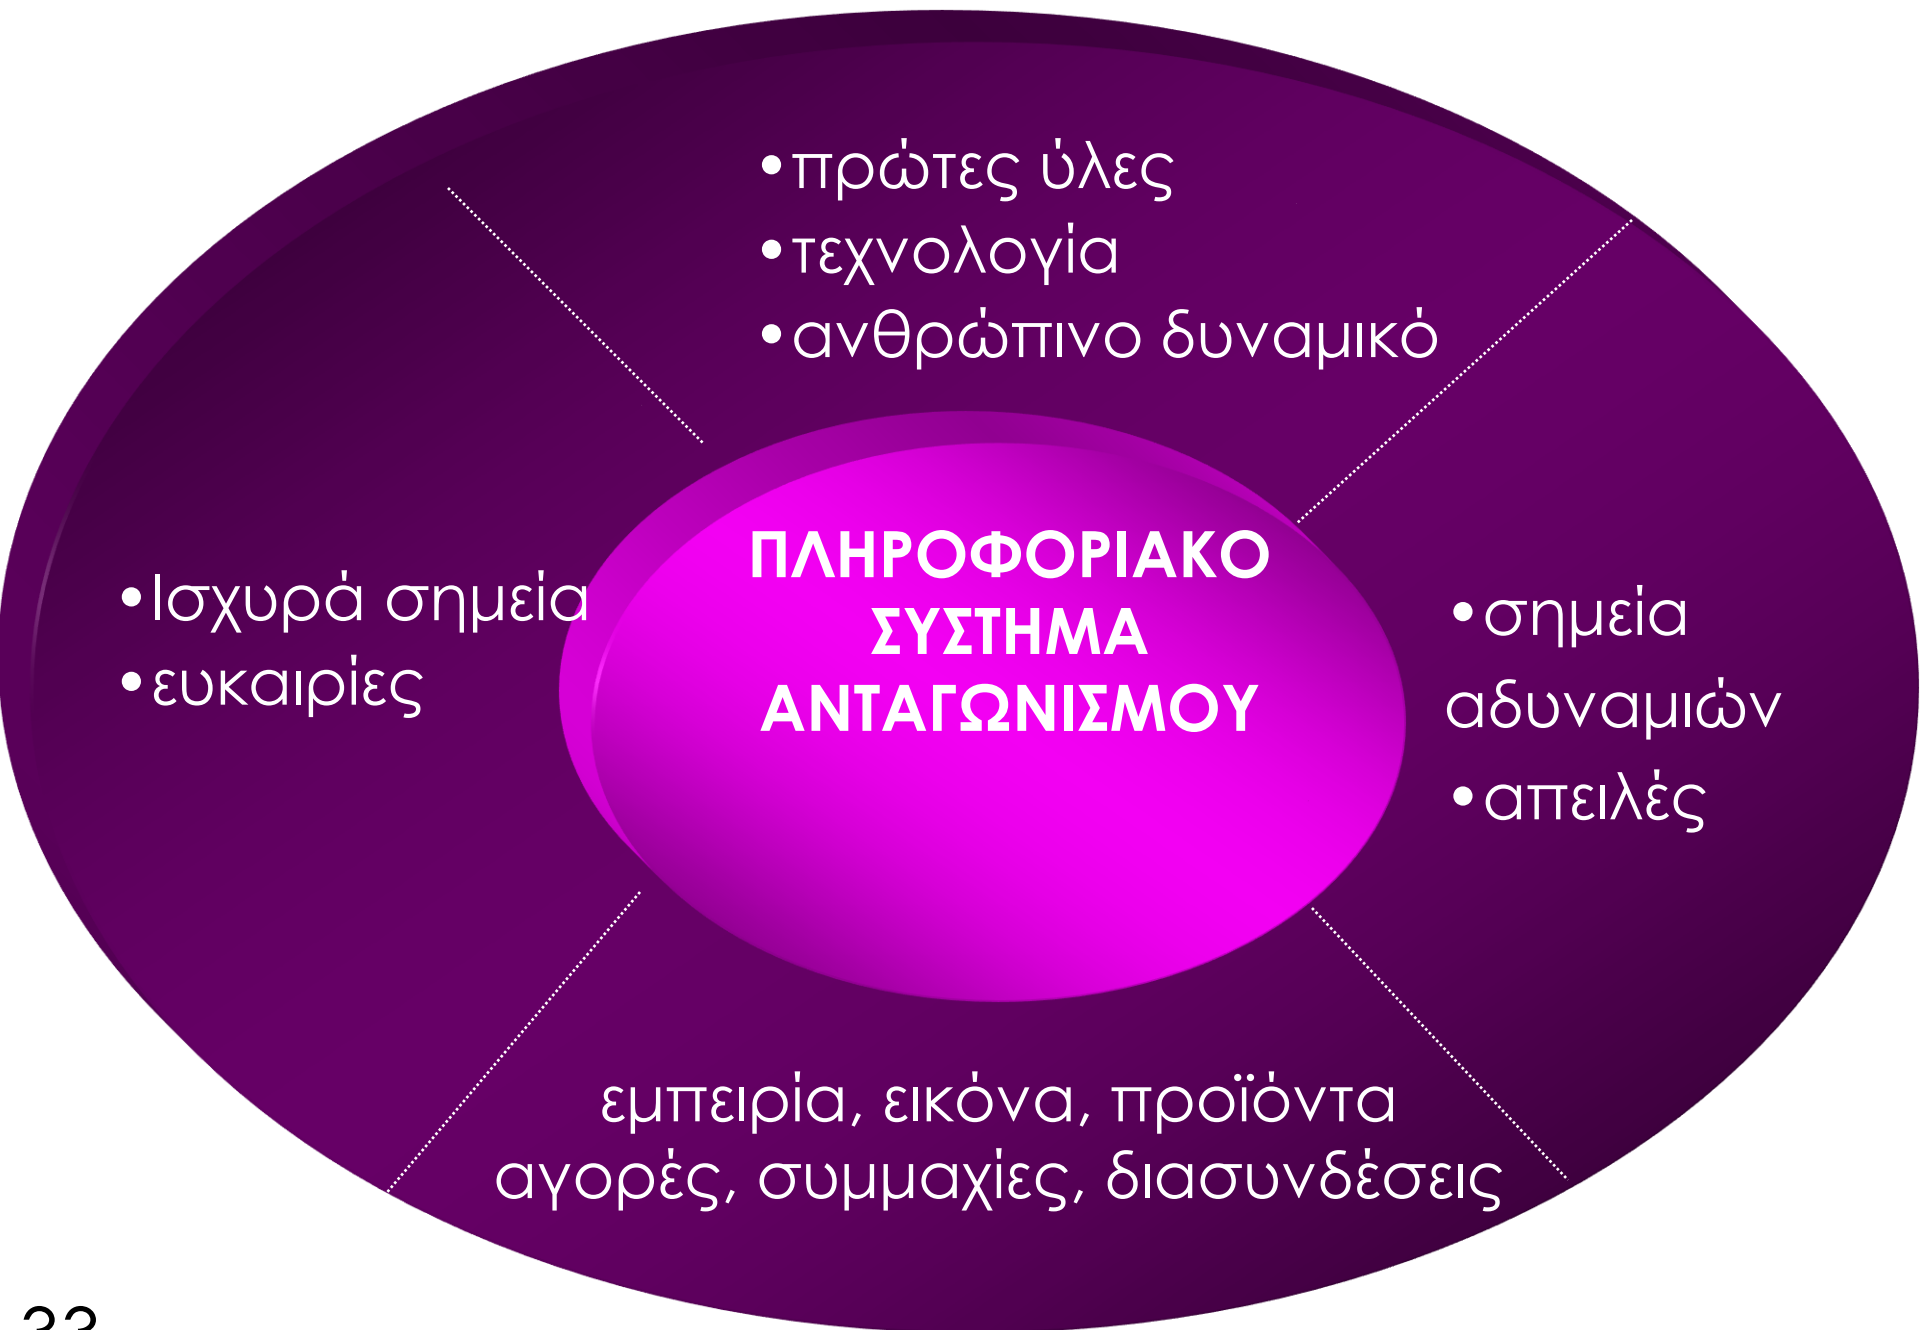 •πρώτες ύλες
•τεχνολογία
•ανθρώπινο δυναμικό
•Ισχυρά σημεία
•ευκαιρίες
ΠΛΗΡΟΦΟΡΙΑΚΟ
ΣΥΣΤΗΜΑ
ΑΝΤΑΓΩΝΙΣΜΟΥ
•σημεία
αδυναμιών
•απειλές
εμπειρία, εικόνα, προϊόντα
αγορές, συμμαχίες, διασυνδέσεις
33